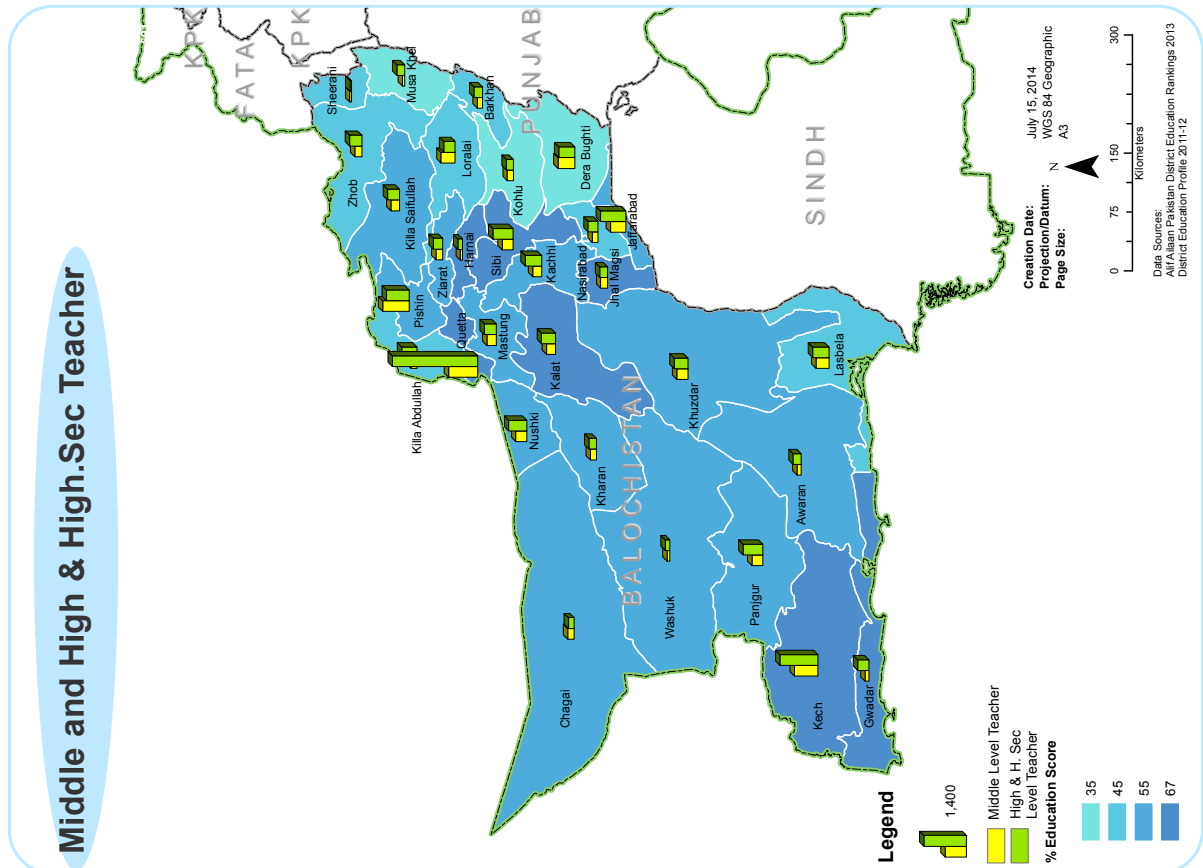 Middle and High & High.Sec Teacher
KPK
FATA
KPK
PUNJAB
SINDH
BALOCHISTAN
Sheerani
Musa Khel
Zhob
Killa Saifullah
Loralai
Barkhan
Kohlu
Dera Bughti
Pishin
Ziarat
Harnai
Sibi
Kachhi
Nasirabad
Jaffarabad
Jhal Magsi
Killa Abdullah
Quetta
Mastung
Kalat
Nushki
Kharan
Khuzdar
Lasbela
Chagai
Washuk
Panjgur
Awaran
Kech
Gwadar
Legend
1,400
Middle Level Teacher
High & H. Sec
Level Teacher
% Education Score
35
45
55
67
Creation Date: July 15, 2014
Projection/Datum: WGS 84 Geographic
Page Size: A3
N
0 75 150 300
Kilometers
Data Sources:
Alif Ailaan Pakistan District Education Rankings 2013
District Education Profile 2011-12